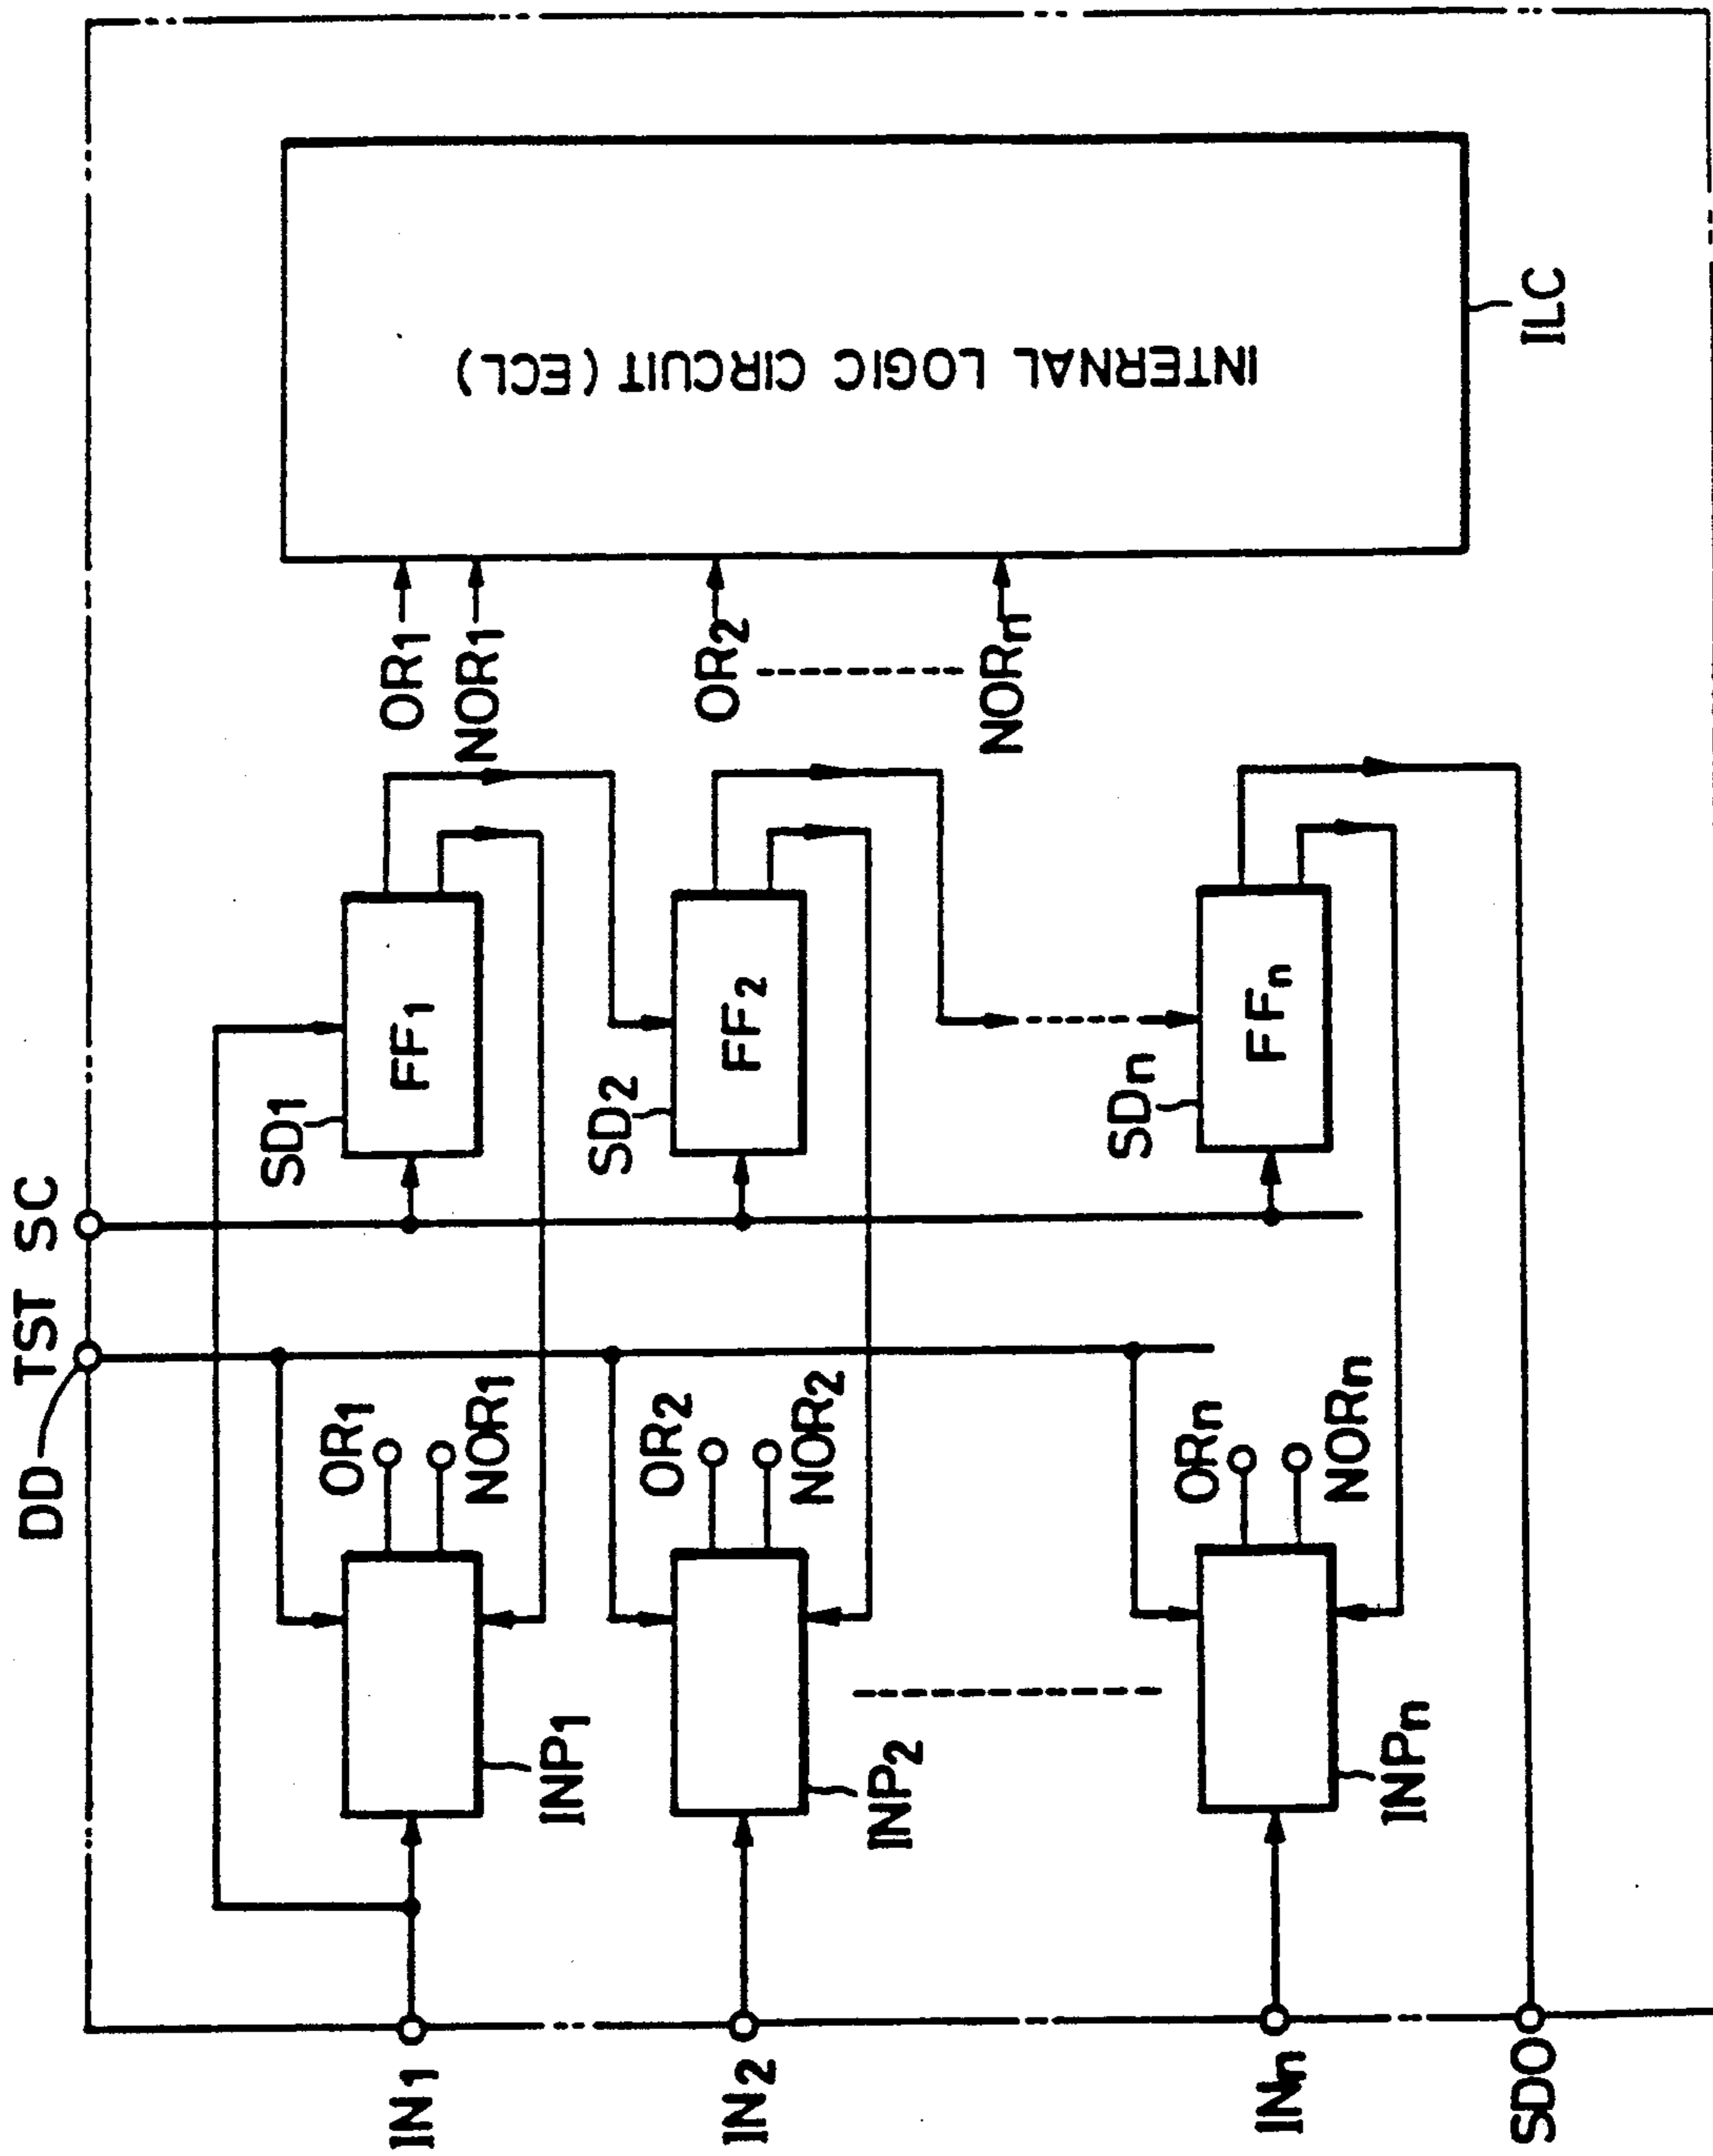 DD
TST
SC
IN1
INP1
OR1
NOR1
SD1
FF1
OR1
NOR1
IN2
INP2
OR2
NOR2
SD2
FF2
OR2
NORn
INn
INPn
ORn
NORn
SDn
FFn
SDO
INTERNAL LOGIC CIRCUIT (ECL)
ILC